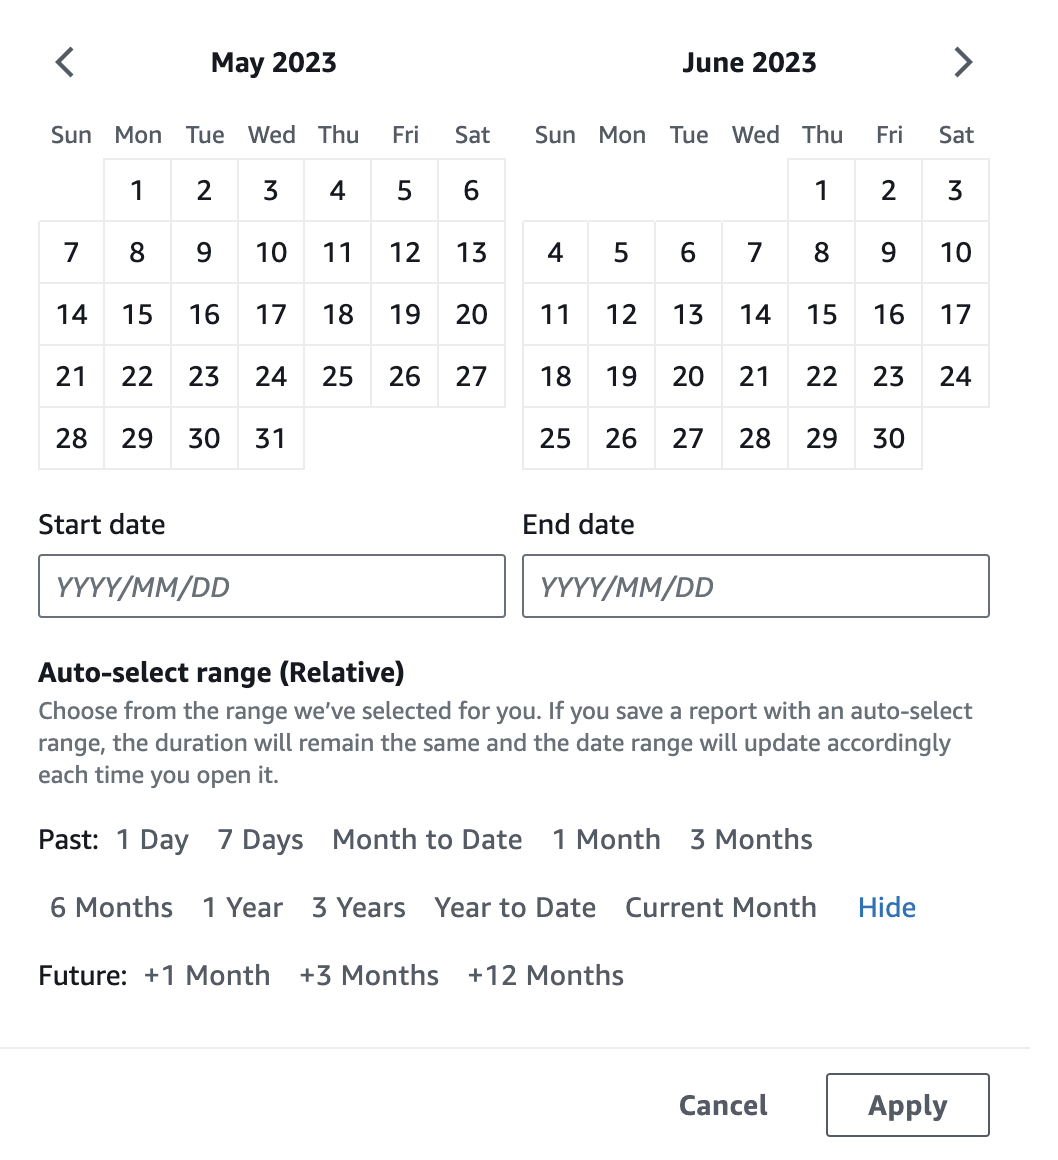 May 2023
Sun Mon Tue Wed Thu Fri Sat
1 2 3 4 5 6
7 8 9 10 11 12 13
14 15 16 17 18 19 20
21 22 23 24 25 26 27
28 29 30 31
June 2023
Sun Mon Tue Wed Thu Fri Sat
1 2 3
4 5 6 7 8 9 10
11 12 13 14 15 16 17
18 19 20 21 22 23 24
25 26 27 28 29 30
Start date
YYYY/MM/DD
End date
YYYY/MM/DD
Auto-select range (Relative)
Choose from the range we’ve selected for you. If you save a report with an auto-select
range, the duration will remain the same and the date range will update accordingly
each time you open it.
Past: 1 Day 7 Days Month to Date 1 Month 3 Months
6 Months 1 Year 3 Years Year to Date Current Month Hide
Future: +1 Month +3 Months +12 Months
Cancel Apply